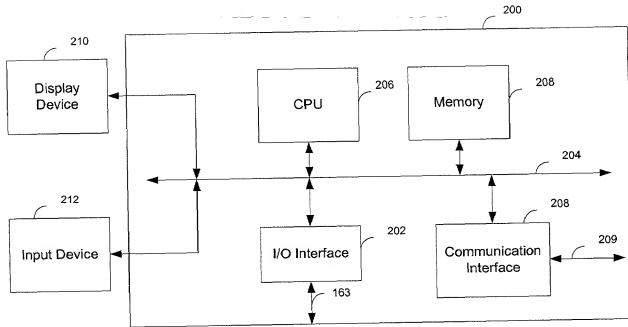 200
210
Display
Device
CPU
206
Memory
208
204
212
Input Device
I/O Interface
202
208
Communication
Interface
209
163